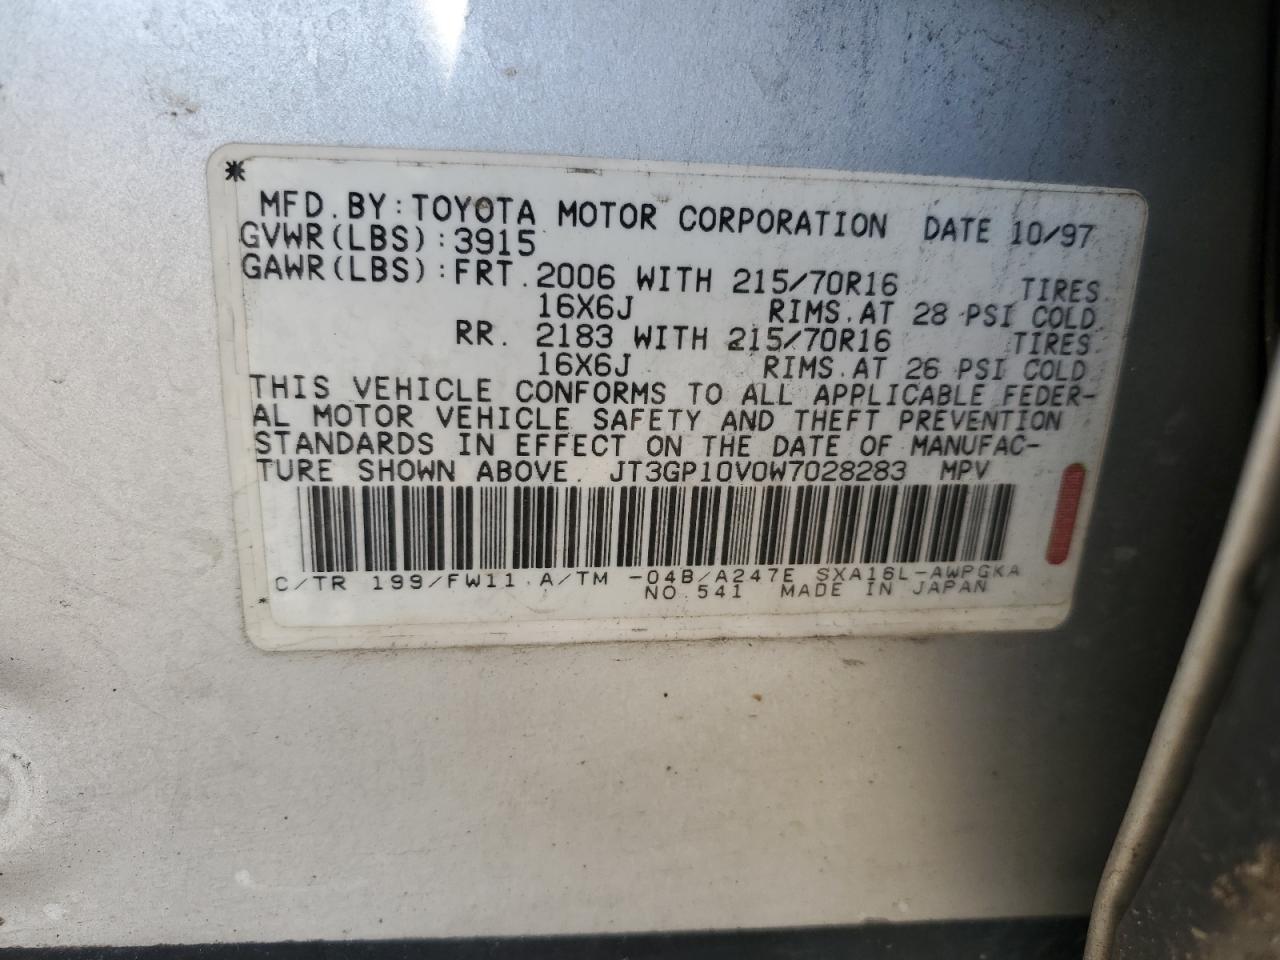 *
MFD. BY: TOYOTA MOTOR CORPORATION DATE 10/97
GVWR(LBS): 3915
GAWR(LBS): FRT. 2006 WITH 215/70R16 TIRES.
16X6J RIMS. AT 28 PSI COLD.
RR. 2183 WITH 215/70R16 TIRES.
16X6J RIMS. AT 26 PSI COLD
THIS VEHICLE CONFORMS TO ALL APPLICABLE FEDER-
AL MOTOR VEHICLE SAFETY AND THEFT PREVENTION
STANDARDS IN EFFECT ON THE DATE OF MANUFAC-
TURE SHOWN ABOVE. JT3GP10V0W7028283 MPV
C/TR 199/FW11 A/TM -04B/A247E SXA16L-AWPGKA
NO.541 MADE IN JAPAN